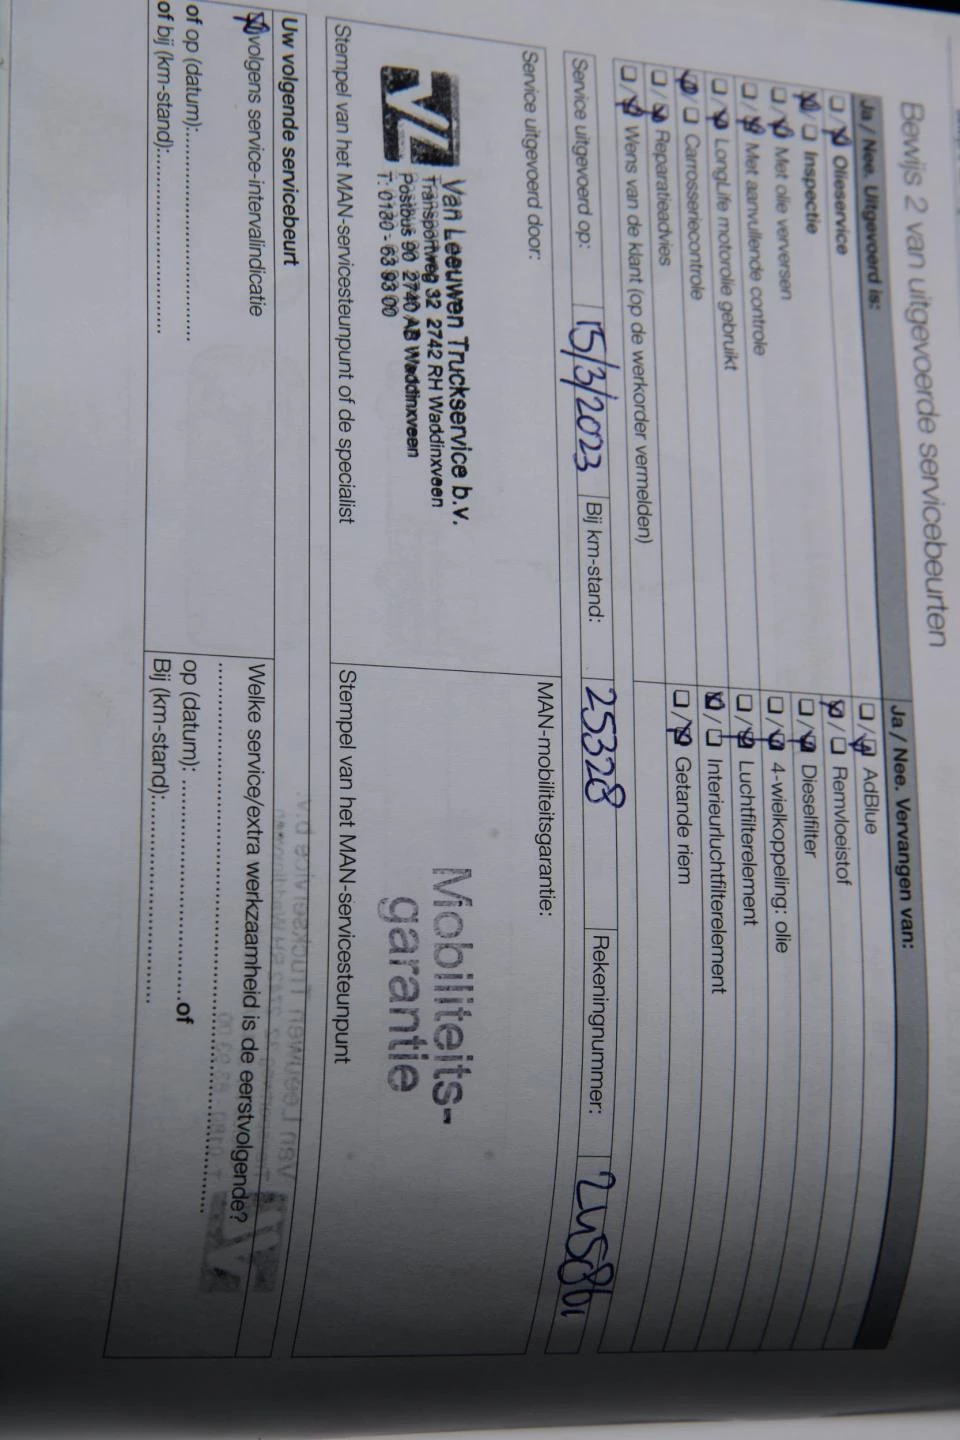 Bewijs 2 van uitgevoerde servicebeurten
Ja / Nee. Uitgevoerd is:
Ja / Nee. Vervangen van:
☐/☒ Olieservice
☒/☐ Inspectie
☐/☒ Met olie verversen
☐/☒ Met aanvullende controle
☐/☒ LongLife motorolie gebruikt
☒/☐ Carrosseriecontrole
☐/☒ Reparatieadvies
☐/☒ Wens van de klant (op de werkorder vermelden)
☐/☒ AdBlue
☒/☐ Remvloeistof
☐/☒ Dieselfilter
☐/☒ 4-wielkoppeling: olie
☐/☒ Luchtfilterelement
☒/☐ Interieurluchtfilterelement
☐/☒ Getande riem
Service uitgevoerd op: 15/3/2023 Bij km-stand: 25328 Rekeningnummer:
Service uitgevoerd door:
Van Leeuwen Truckservice b.v.
Transportweg 32 2742 RH Waddinxveen
Postbus 90 2740 AB Waddinxveen
T: 0180 - 63 93 00
Stempel van het MAN-servicesteunpunt of de specialist
MAN-mobiliteitsgarantie:
Mobiliteits-
garantie
Stempel van het MAN-servicesteunpunt
Uw volgende servicebeurt
☒ volgens service-intervalindicatie
of op (datum):
of bij (km-stand):
Welke service/extra werkzaamheid is de eerstvolgende?
op (datum): of
Bij (km-stand):